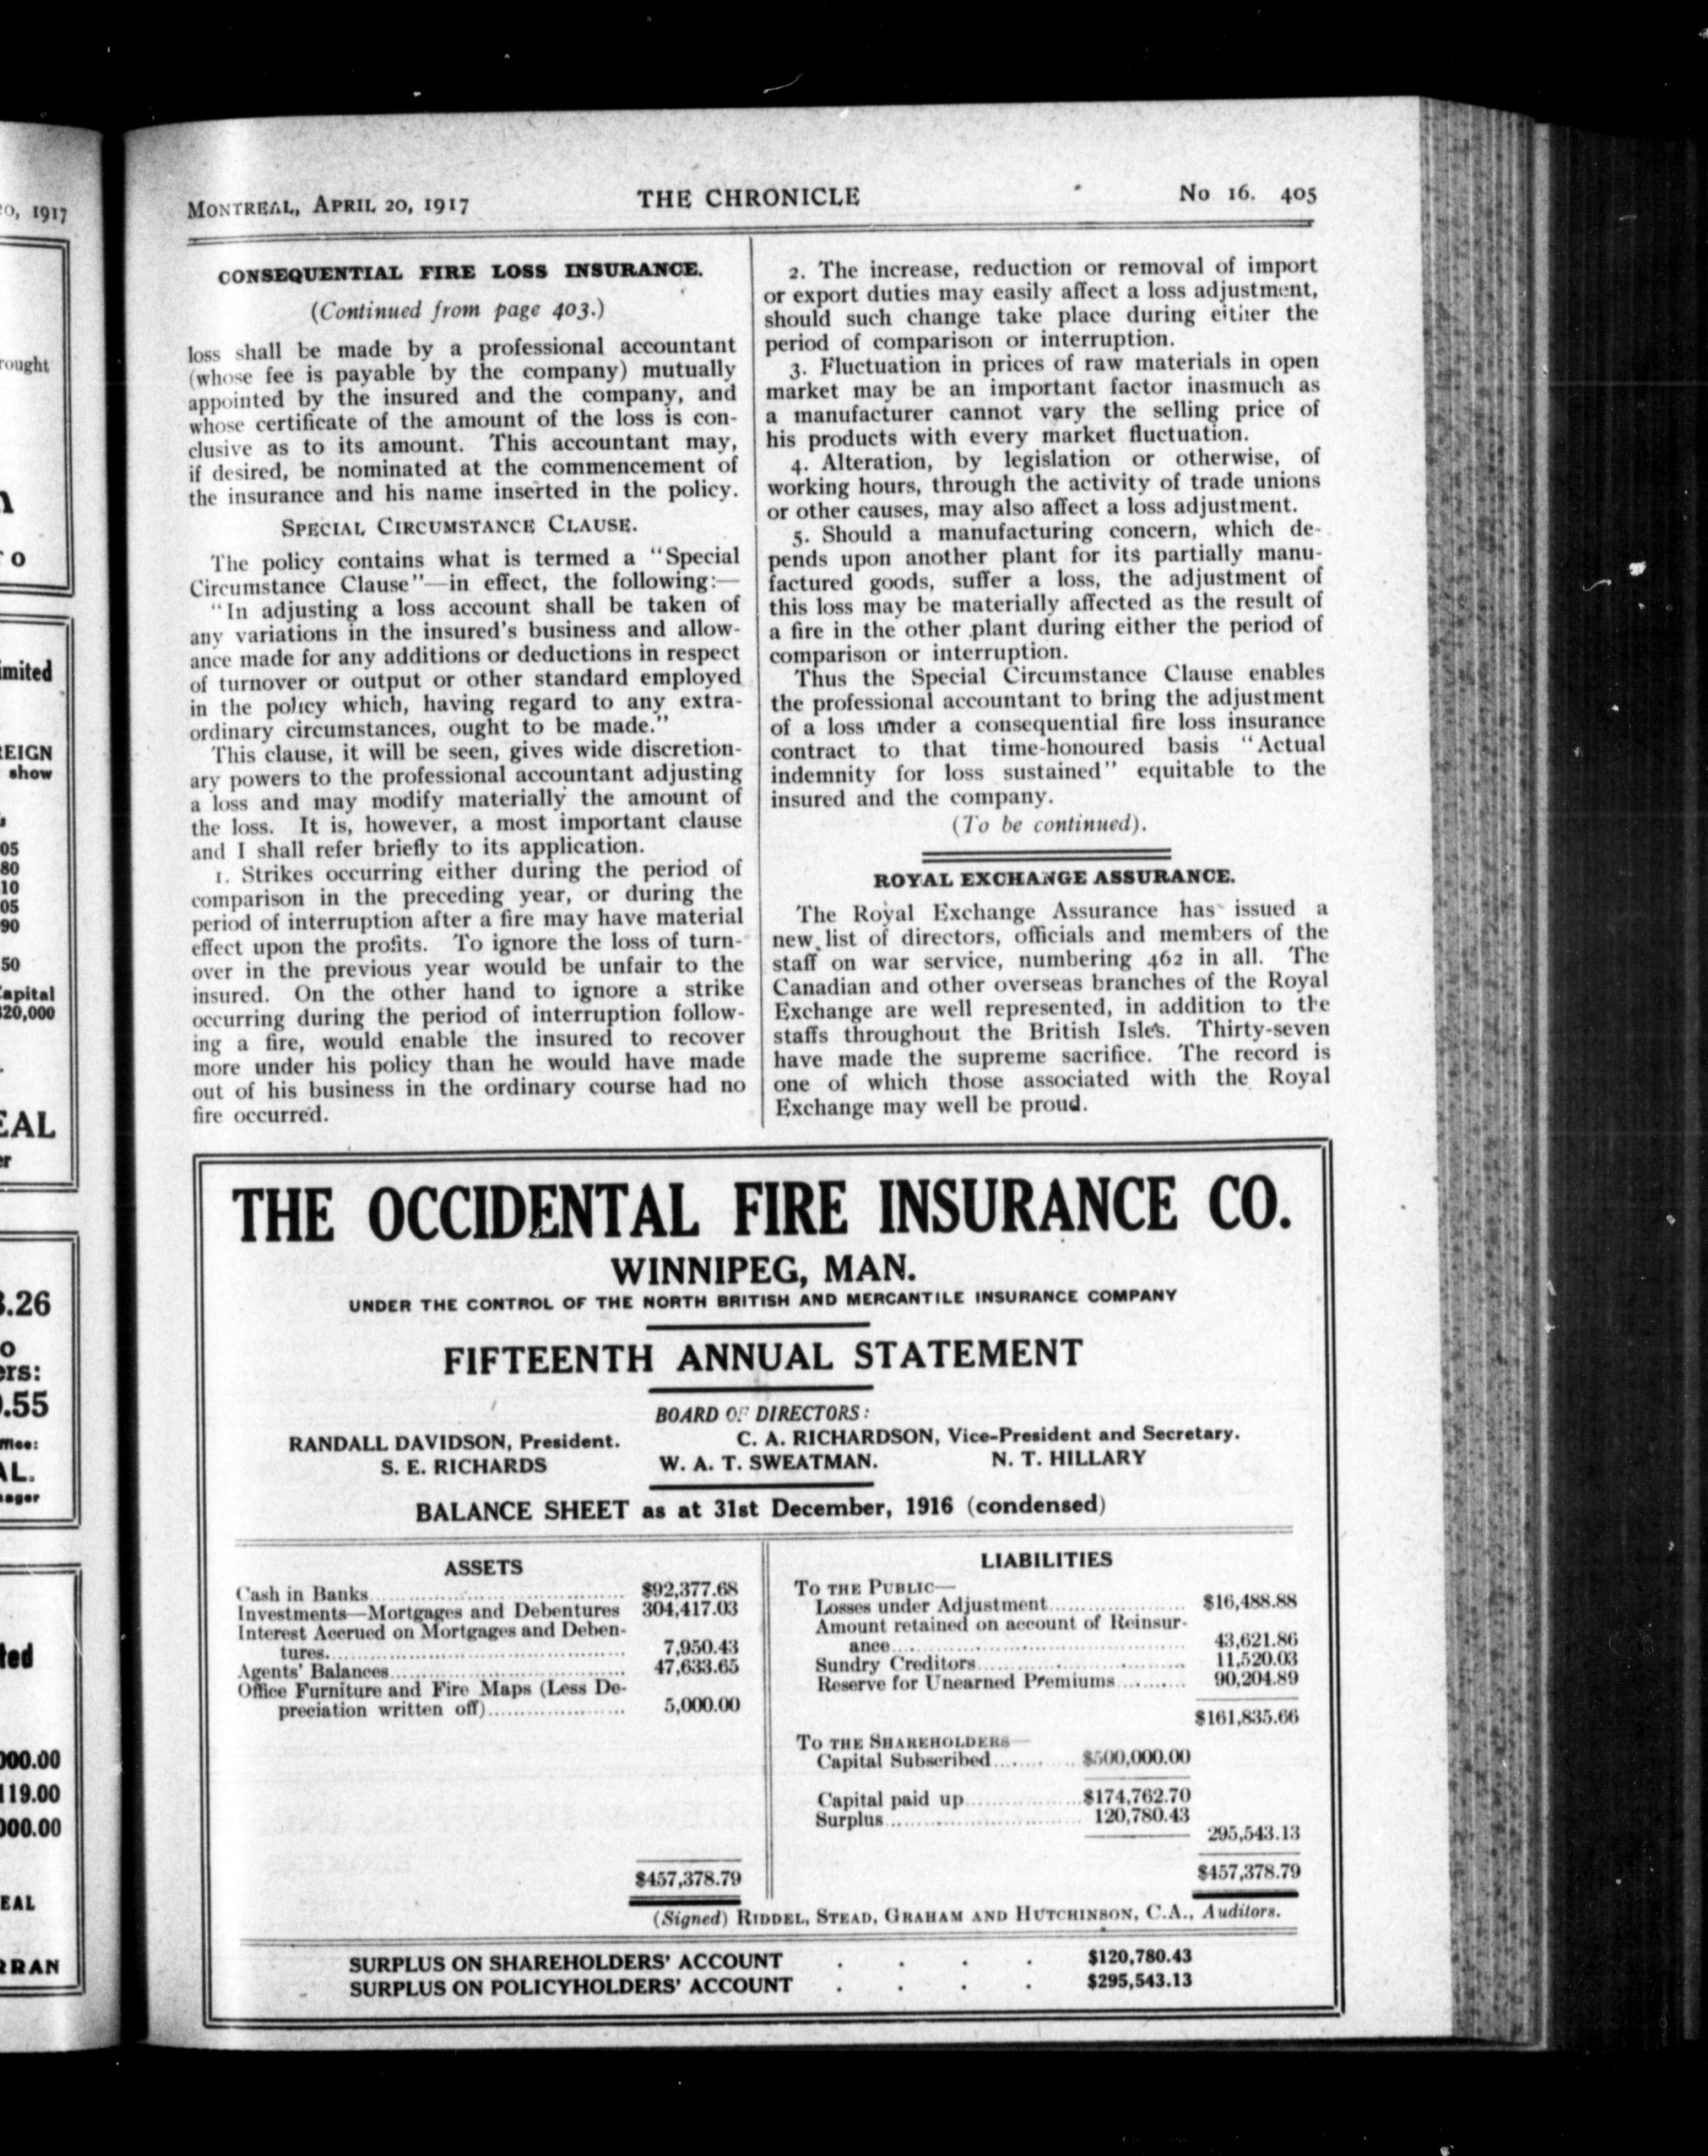 20, 1917
rought
TO
imited
REIGN
show
05
80
10
05
90
50
Capital
20,000
EAL
er
.26
o
ers:
.55
ffice:
AL.
nager
ted
000.00
119.00
000.00
EAL
RRAN
MONTREAL, APRIL 20, 1917 THE CHRONICLE No 16. 405
CONSEQUENTIAL FIRE LOSS INSURANCE.
(Continued from page 403.)
loss shall be made by a professional accountant
(whose fee is payable by the company) mutually
appointed by the insured and the company, and
whose certificate of the amount of the loss is con-
clusive as to its amount. This accountant may,
if desired, be nominated at the commencement of
the insurance and his name inserted in the policy.
SPECIAL CIRCUMSTANCE CLAUSE.
The policy contains what is termed a "Special
Circumstance Clause"—in effect, the following:—
"In adjusting a loss account shall be taken of
any variations in the insured's business and allow-
ance made for any additions or deductions in respect
of turnover or output or other standard employed
in the policy which, having regard to any extra-
ordinary circumstances, ought to be made."
This clause, it will be seen, gives wide discretion-
ary powers to the professional accountant adjusting
a loss and may modify materially the amount of
the loss. It is, however, a most important clause
and I shall refer briefly to its application.
1. Strikes occurring either during the period of
comparison in the preceding year, or during the
period of interruption after a fire may have material
effect upon the profits. To ignore the loss of turn-
over in the previous year would be unfair to the
insured. On the other hand to ignore a strike
occurring during the period of interruption follow-
ing a fire, would enable the insured to recover
more under his policy than he would have made
out of his business in the ordinary course had no
fire occurred.
2. The increase, reduction or removal of import
or export duties may easily affect a loss adjustment,
should such change take place during either the
period of comparison or interruption.
3. Fluctuation in prices of raw materials in open
market may be an important factor inasmuch as
a manufacturer cannot vary the selling price of
his products with every market fluctuation.
4. Alteration, by legislation or otherwise, of
working hours, through the activity of trade unions
or other causes, may also affect a loss adjustment.
5. Should a manufacturing concern, which de-
pends upon another plant for its partially manu-
factured goods, suffer a loss, the adjustment of
this loss may be materially affected as the result of
a fire in the other plant during either the period of
comparison or interruption.
Thus the Special Circumstance Clause enables
the professional accountant to bring the adjustment
of a loss under a consequential fire loss insurance
contract to that time-honoured basis "Actual
indemnity for loss sustained" equitable to the
insured and the company.
(To be continued).
ROYAL EXCHANGE ASSURANCE.
The Royal Exchange Assurance has issued a
new list of directors, officials and members of the
staff on war service, numbering 462 in all. The
Canadian and other overseas branches of the Royal
Exchange are well represented, in addition to the
staffs throughout the British Isles. Thirty-seven
have made the supreme sacrifice. The record is
one of which those associated with the Royal
Exchange may well be proud.
THE OCCIDENTAL FIRE INSURANCE CO.
WINNIPEG, MAN.
UNDER THE CONTROL OF THE NORTH BRITISH AND MERCANTILE INSURANCE COMPANY
FIFTEENTH ANNUAL STATEMENT
BOARD OF DIRECTORS:
RANDALL DAVIDSON, President. C. A. RICHARDSON, Vice-President and Secretary.
S. E. RICHARDS W. A. T. SWEATMAN. N. T. HILLARY
BALANCE SHEET as at 31st December, 1916 (condensed)
ASSETS
Cash in Banks.............................. $92,377.68
Investments—Mortgages and Debentures 304,417.03
Interest Accrued on Mortgages and Deben-
tures.................................... 7,950.43
Agents' Balances........................... 47,633.65
Office Furniture and Fire Maps (Less De-
preciation written off)................... 5,000.00
$457,378.79
LIABILITIES
TO THE PUBLIC—
Losses under Adjustment................... $16,488.88
Amount retained on account of Reinsur-
ance.................................... 43,621.86
Sundry Creditors........................... 11,520.03
Reserve for Unearned Premiums.......... 90,204.89
$161,835.66
TO THE SHAREHOLDERS—
Capital Subscribed............ $500,000.00
Capital paid up.................$174,762.70
Surplus............................ 120,780.43
295,543.13
$457,378.79
(Signed) RIDDEL, STEAD, GRAHAM AND HUTCHINSON, C.A., Auditors.
SURPLUS ON SHAREHOLDERS' ACCOUNT . . . . $120,780.43
SURPLUS ON POLICYHOLDERS' ACCOUNT . . . . $295,543.13